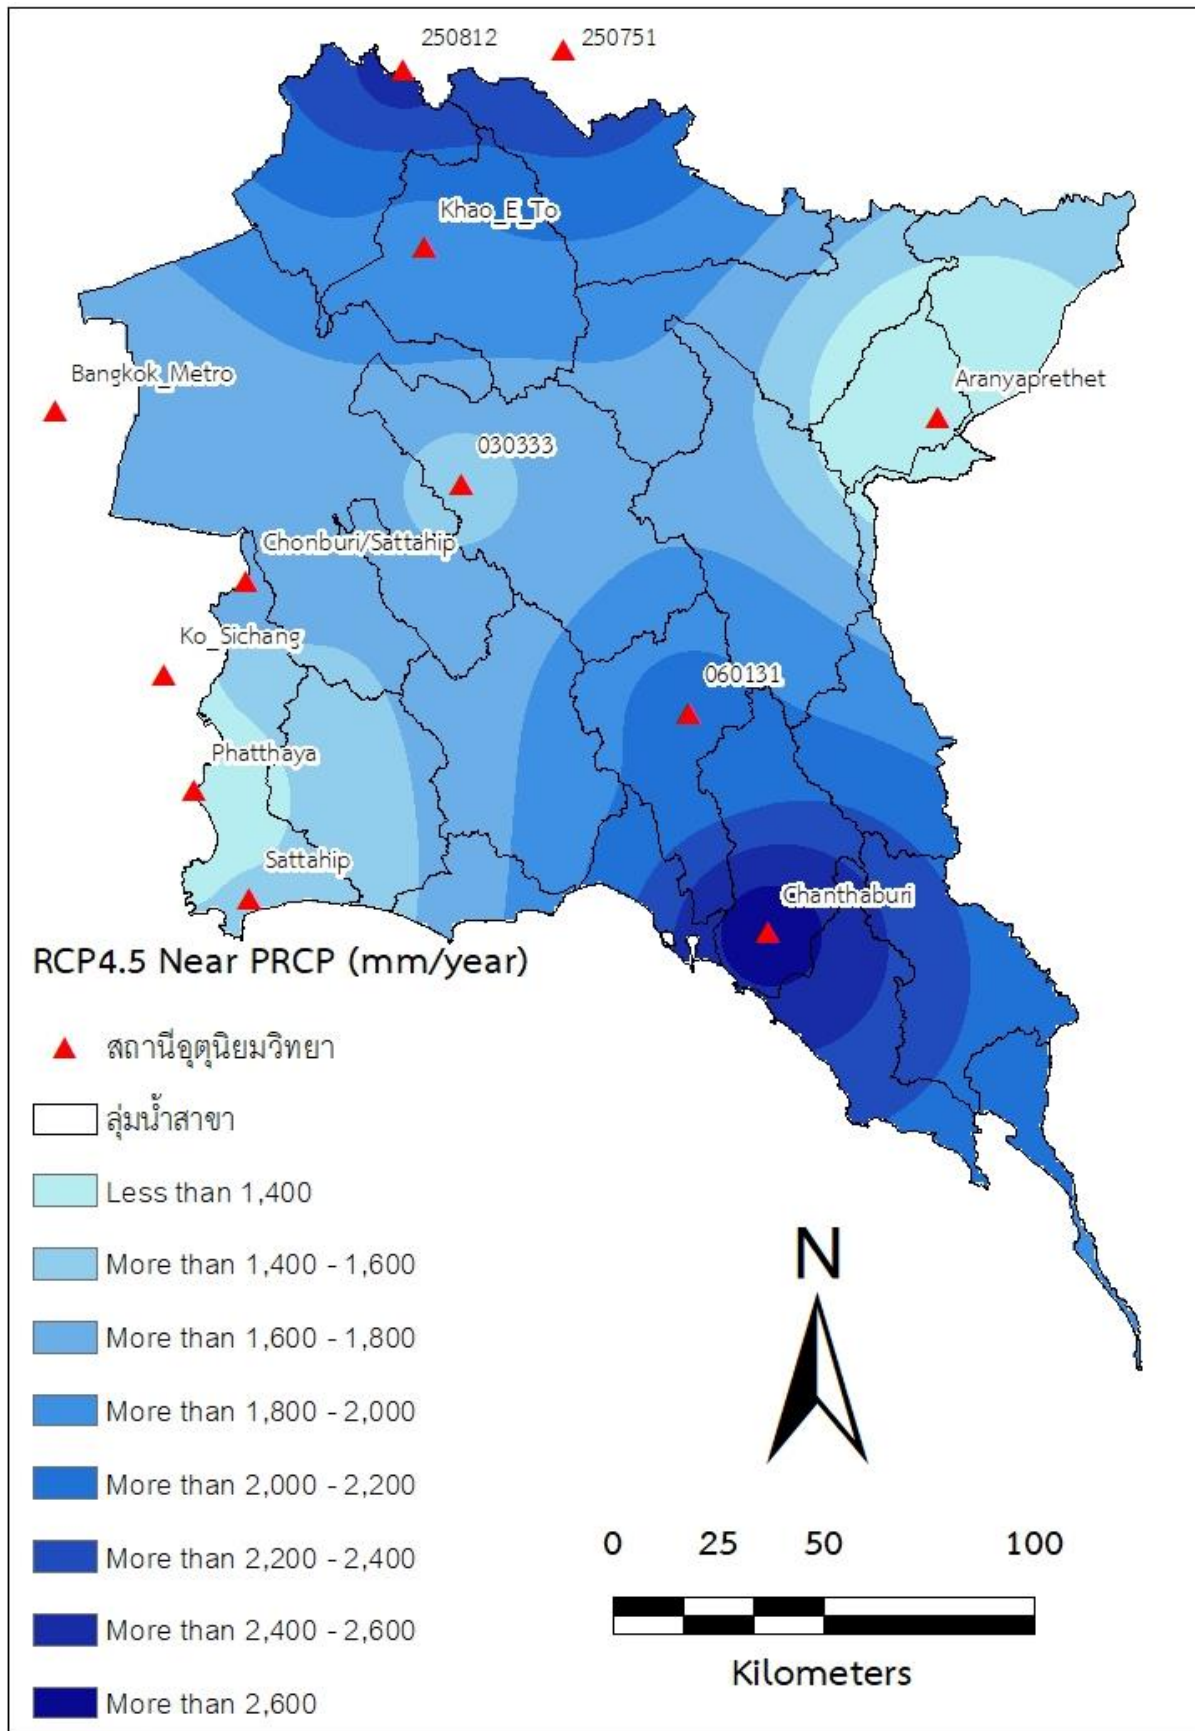 250812
250751
Khao_E_To
Bangkok_Metro
Aranyaprethet
030333
Chonburi/Sattahip
Ko_Sichang
060131
Phatthaya
Sattahip
Chanthaburi
RCP4.5 Near PRCP (mm/year)
สถานีอุตุนิยมวิทยา
ลุ่มน้ำสาขา
Less than 1,400
More than 1,400 - 1,600
More than 1,600 - 1,800
More than 1,800 - 2,000
More than 2,000 - 2,200
More than 2,200 - 2,400
More than 2,400 - 2,600
More than 2,600
N
0 25 50 100
Kilometers